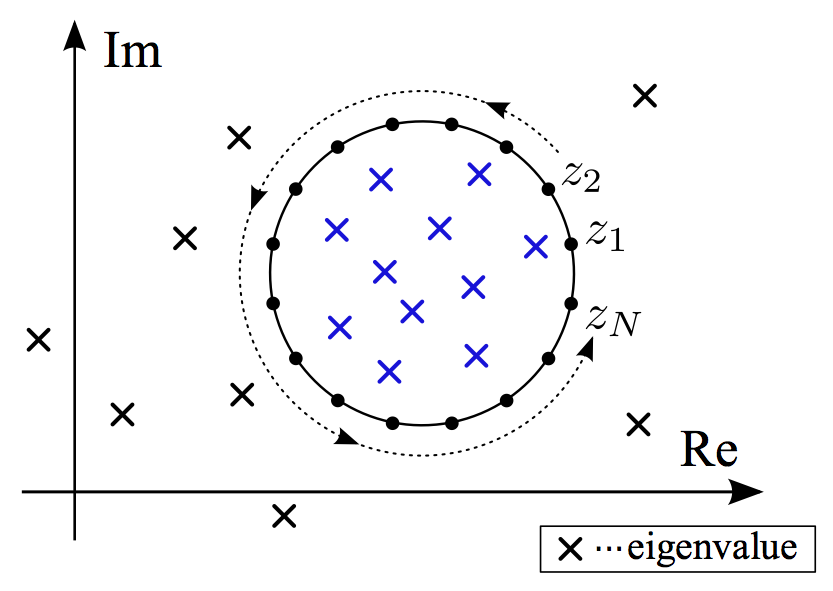 Im
z2
z1
zN
Re
× ··· eigenvalue